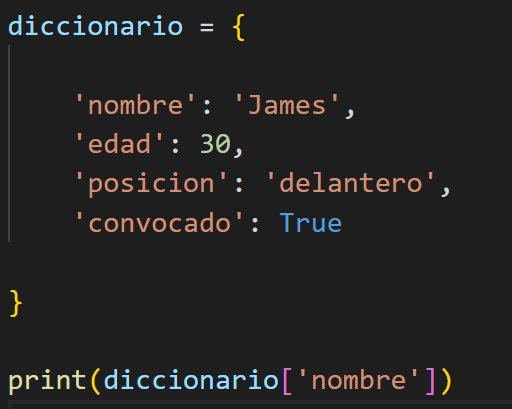 diccionario = {
'nombre': 'James',
'edad': 30,
'posicion': 'delantero',
'convocado': True
}
print(diccionario['nombre'])